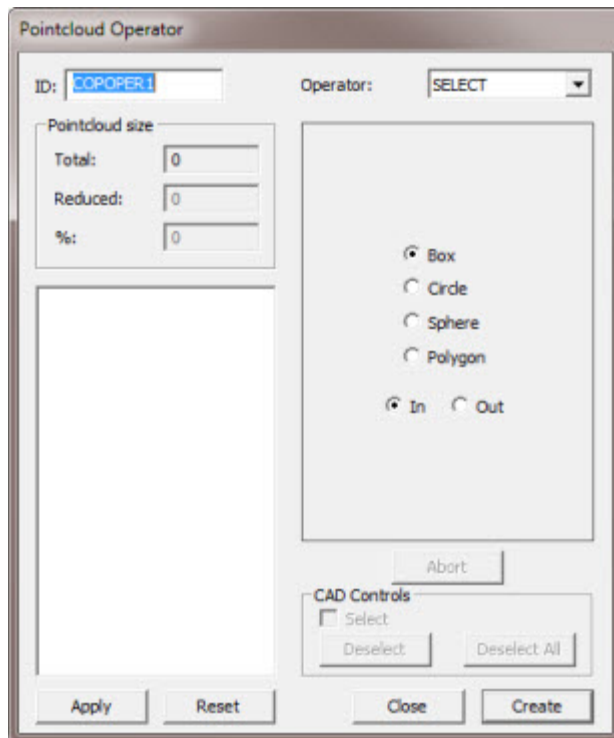 Pointcloud Operator
ID: COPOPER1 Operator: SELECT
Pointcloud size
Total: 0
Reduced: 0
%: 0
Box
Circle
Sphere
Polygon
In Out
Abort
CAD Controls
Select
Deselect Deselect All
Apply Reset Close Create